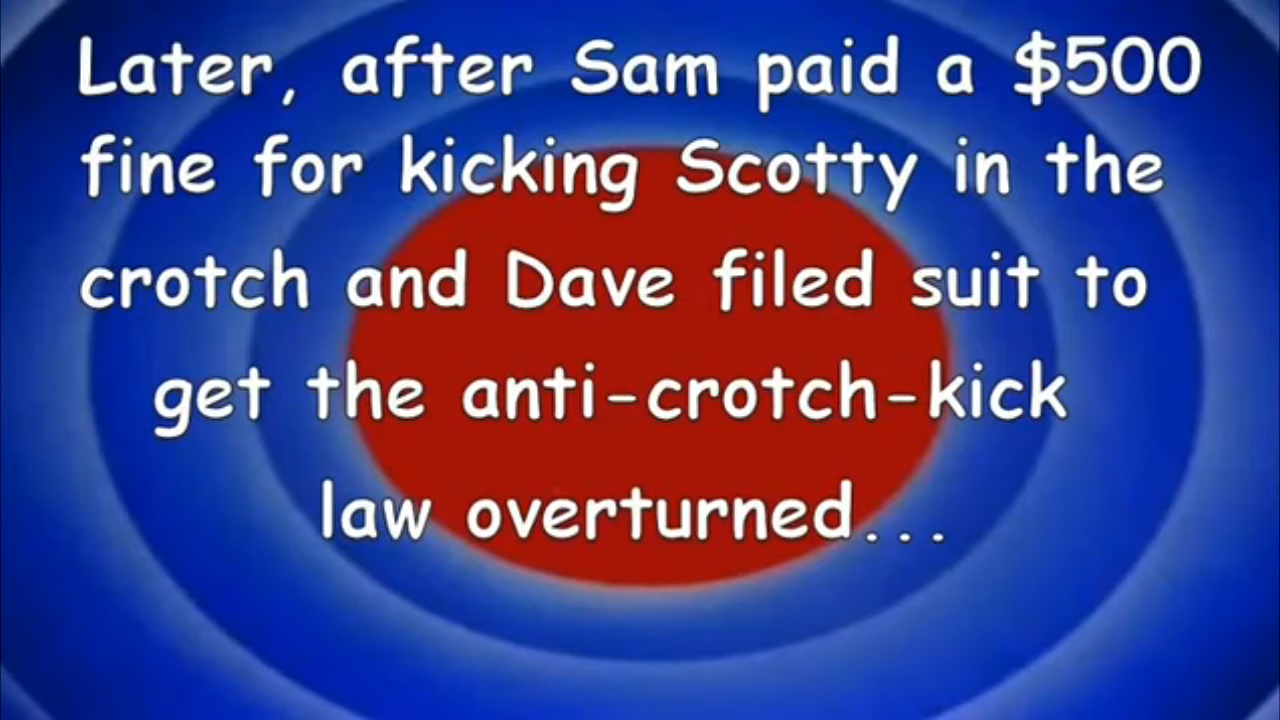 Later, after Sam paid a $500
fine for kicking Scotty in the
crotch and Dave filed suit to
get the anti-crotch-kick
law overturned...